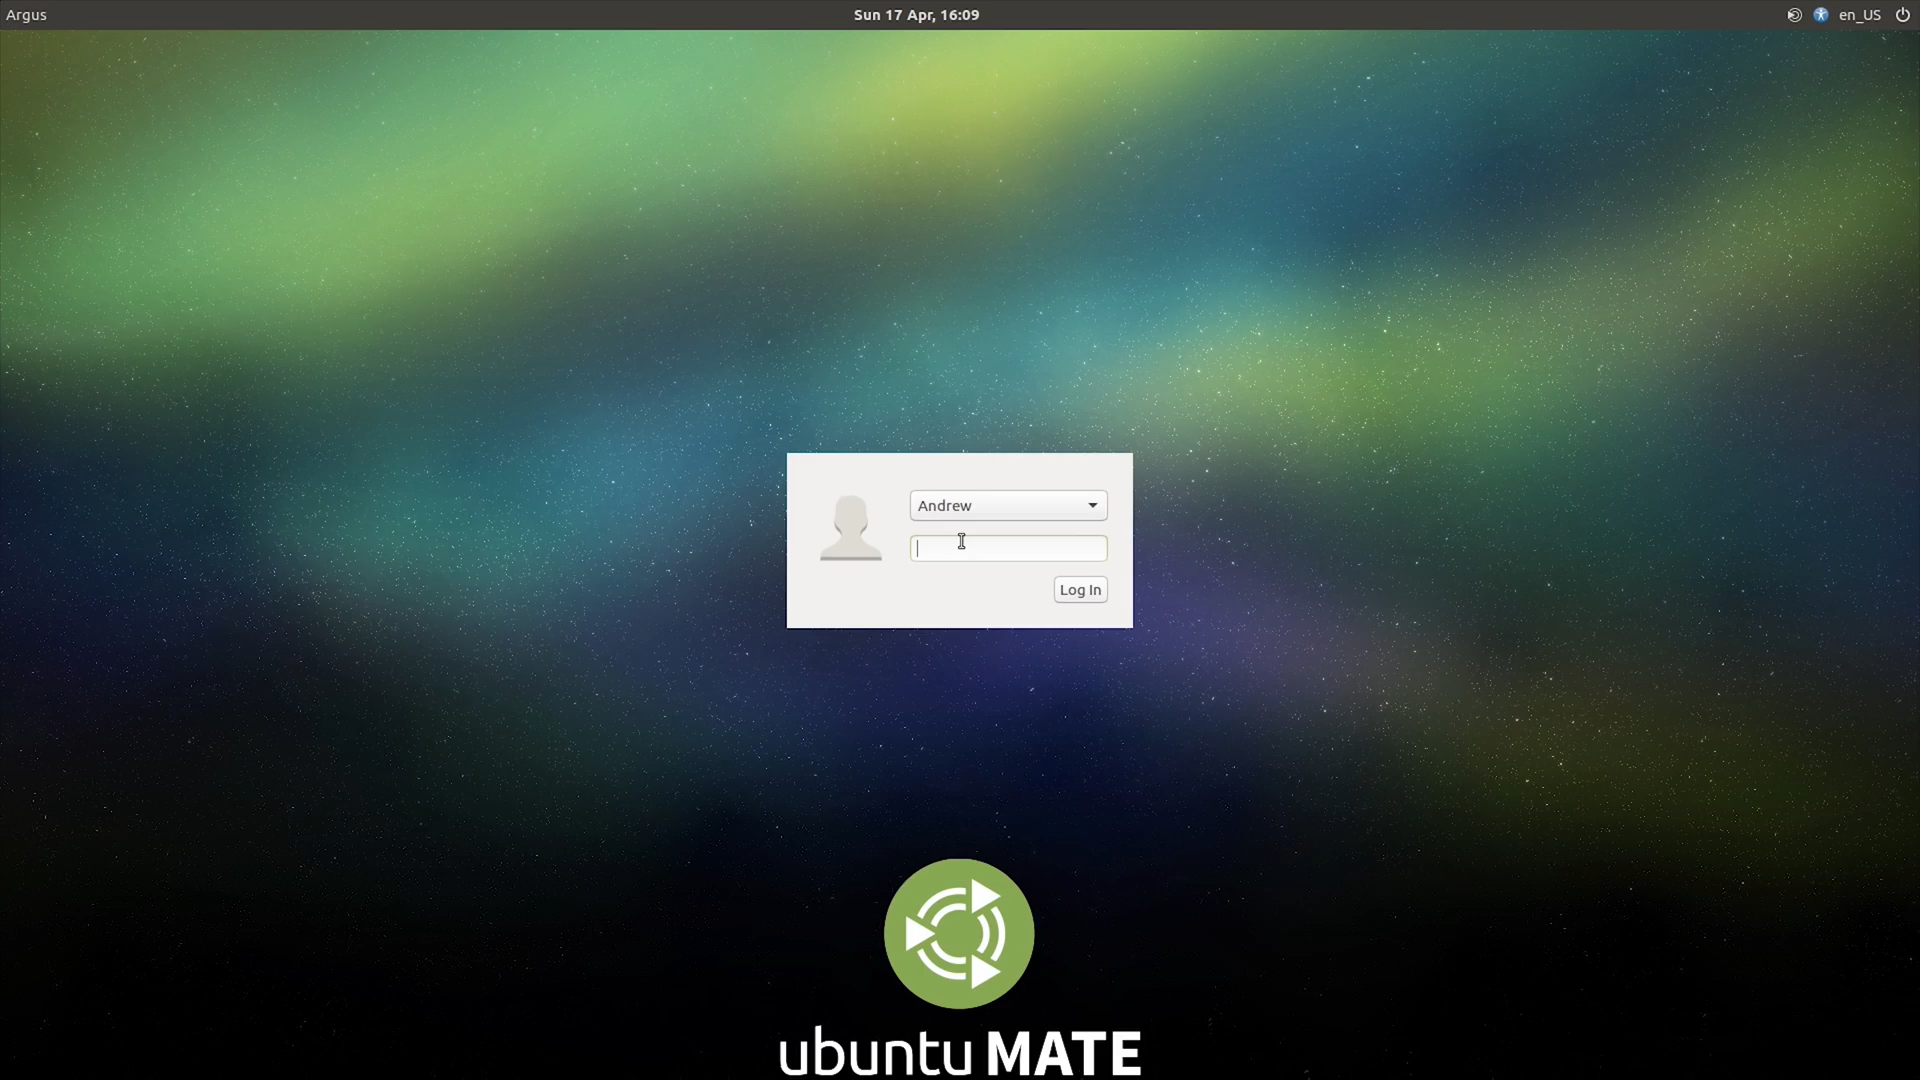 Argus
Sun 17 Apr, 16:09
en_US
Andrew
Log In
ubuntu MATE